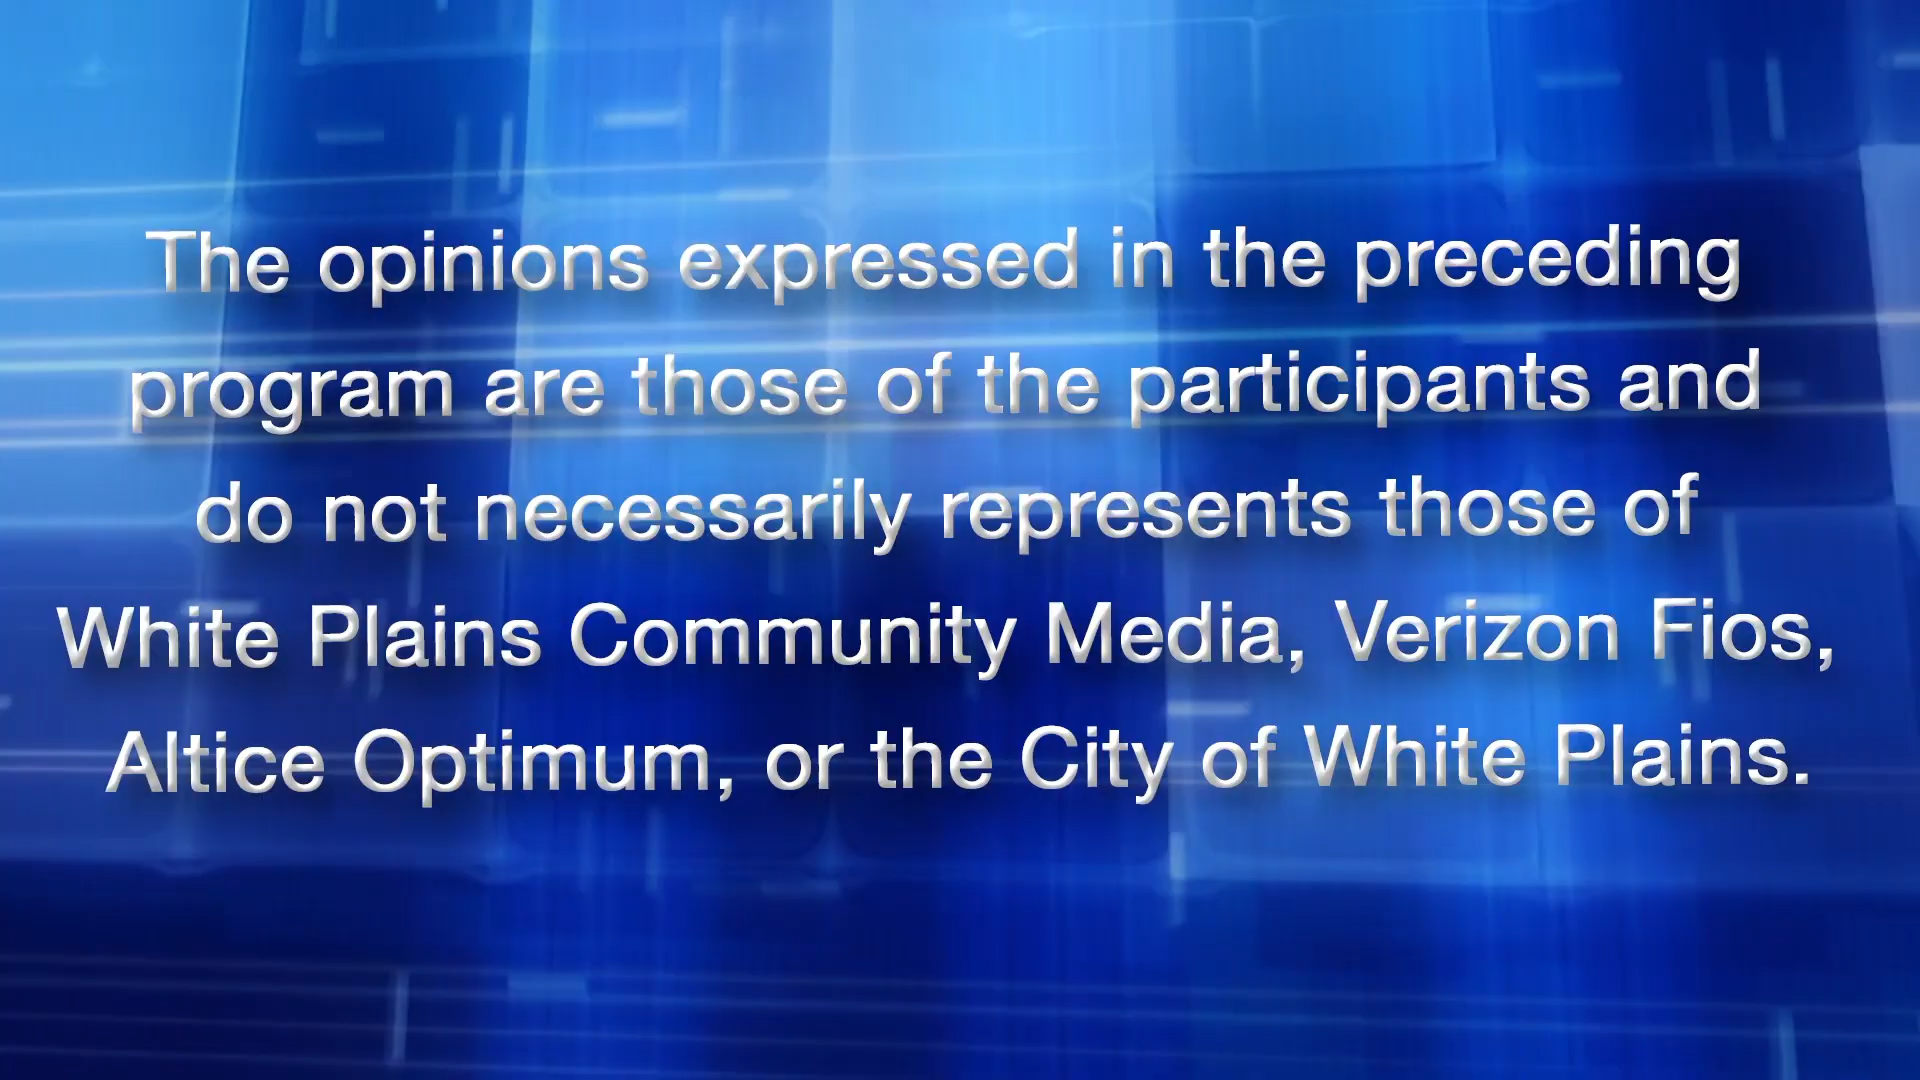 The opinions expressed in the preceding
program are those of the participants and
do not necessarily represents those of
White Plains Community Media, Verizon Fios,
Altice Optimum, or the City of White Plains.